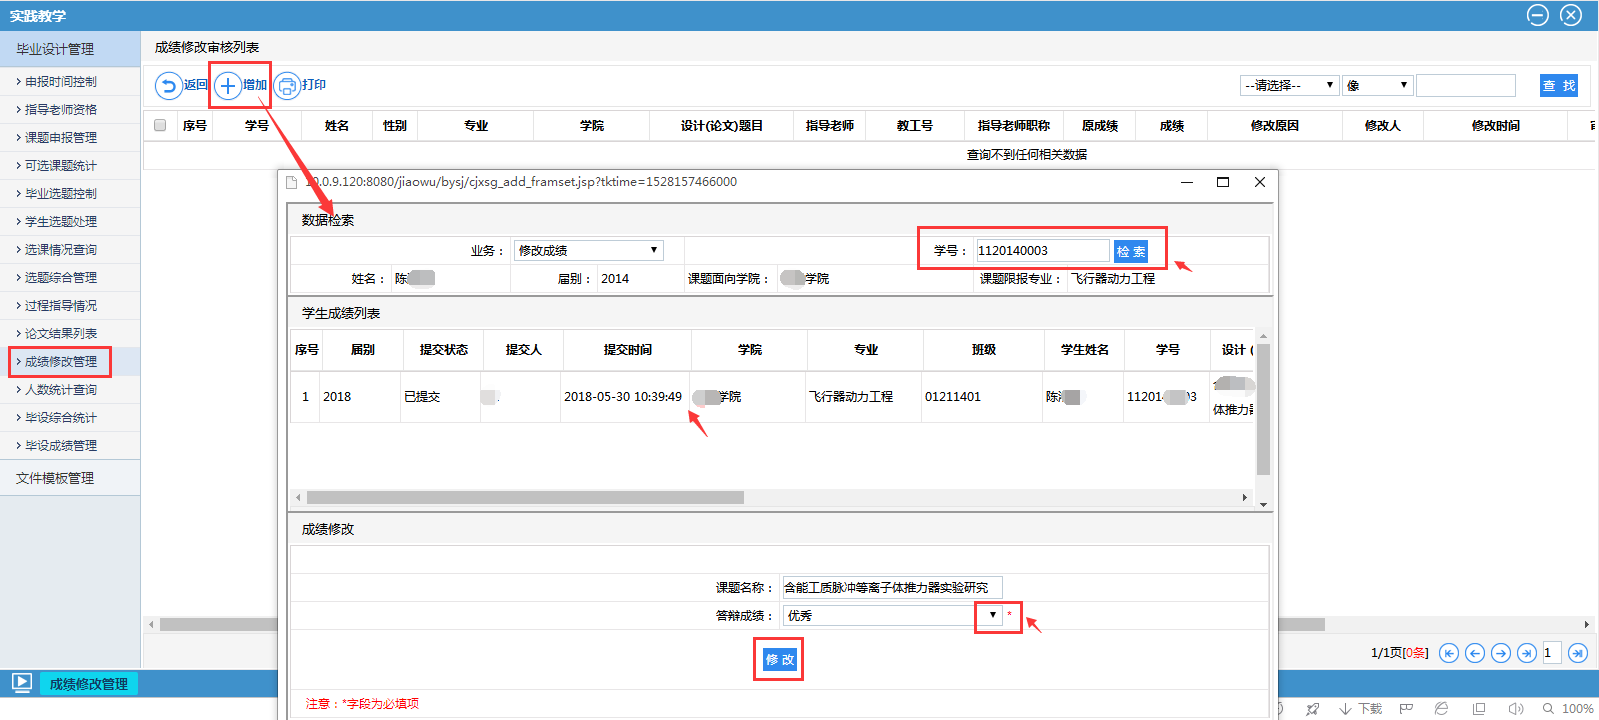 实践教学
毕业设计管理
申报时间控制
指导老师资格
课题申报管理
可选课题统计
毕业选题控制
学生选题处理
选课情况查询
选题综合管理
过程指导情况
论文结果列表
成绩修改管理
人数统计查询
毕设综合统计
毕设成绩管理
文件模板管理
成绩修改审核列表
返回 增加 打印 --请选择-- 像 查 找
序号 学号 姓名 性别 专业 学院 设计(论文)题目 指导老师 教工号 指导老师职称 原成绩 成绩 修改原因 修改人 修改时间
查询不到任何相关数据
10.0.9.120:8080/jiaowu/bysj/cjxsg_add_framset.jsp?tktime=1528157466000
数据检索
业务： 修改成绩 学号： 1120140003 检 索
姓名： 陈 届别： 2014 课题面向学院： 学院 课题限报专业： 飞行器动力工程
学生成绩列表
序号 届别 提交状态 提交人 提交时间 学院 专业 班级 学生姓名 学号 设计 (
1 2018 已提交 2018-05-30 10:39:49 学院 飞行器动力工程 01211401 陈 11201 03
体推力
成绩修改
课题名称： 含能工质脉冲等离子体推力器实验研究
答辩成绩： 优秀 *
修 改
注意：*字段为必填项
1/1页[0条] 1
成绩修改管理
下载 100%